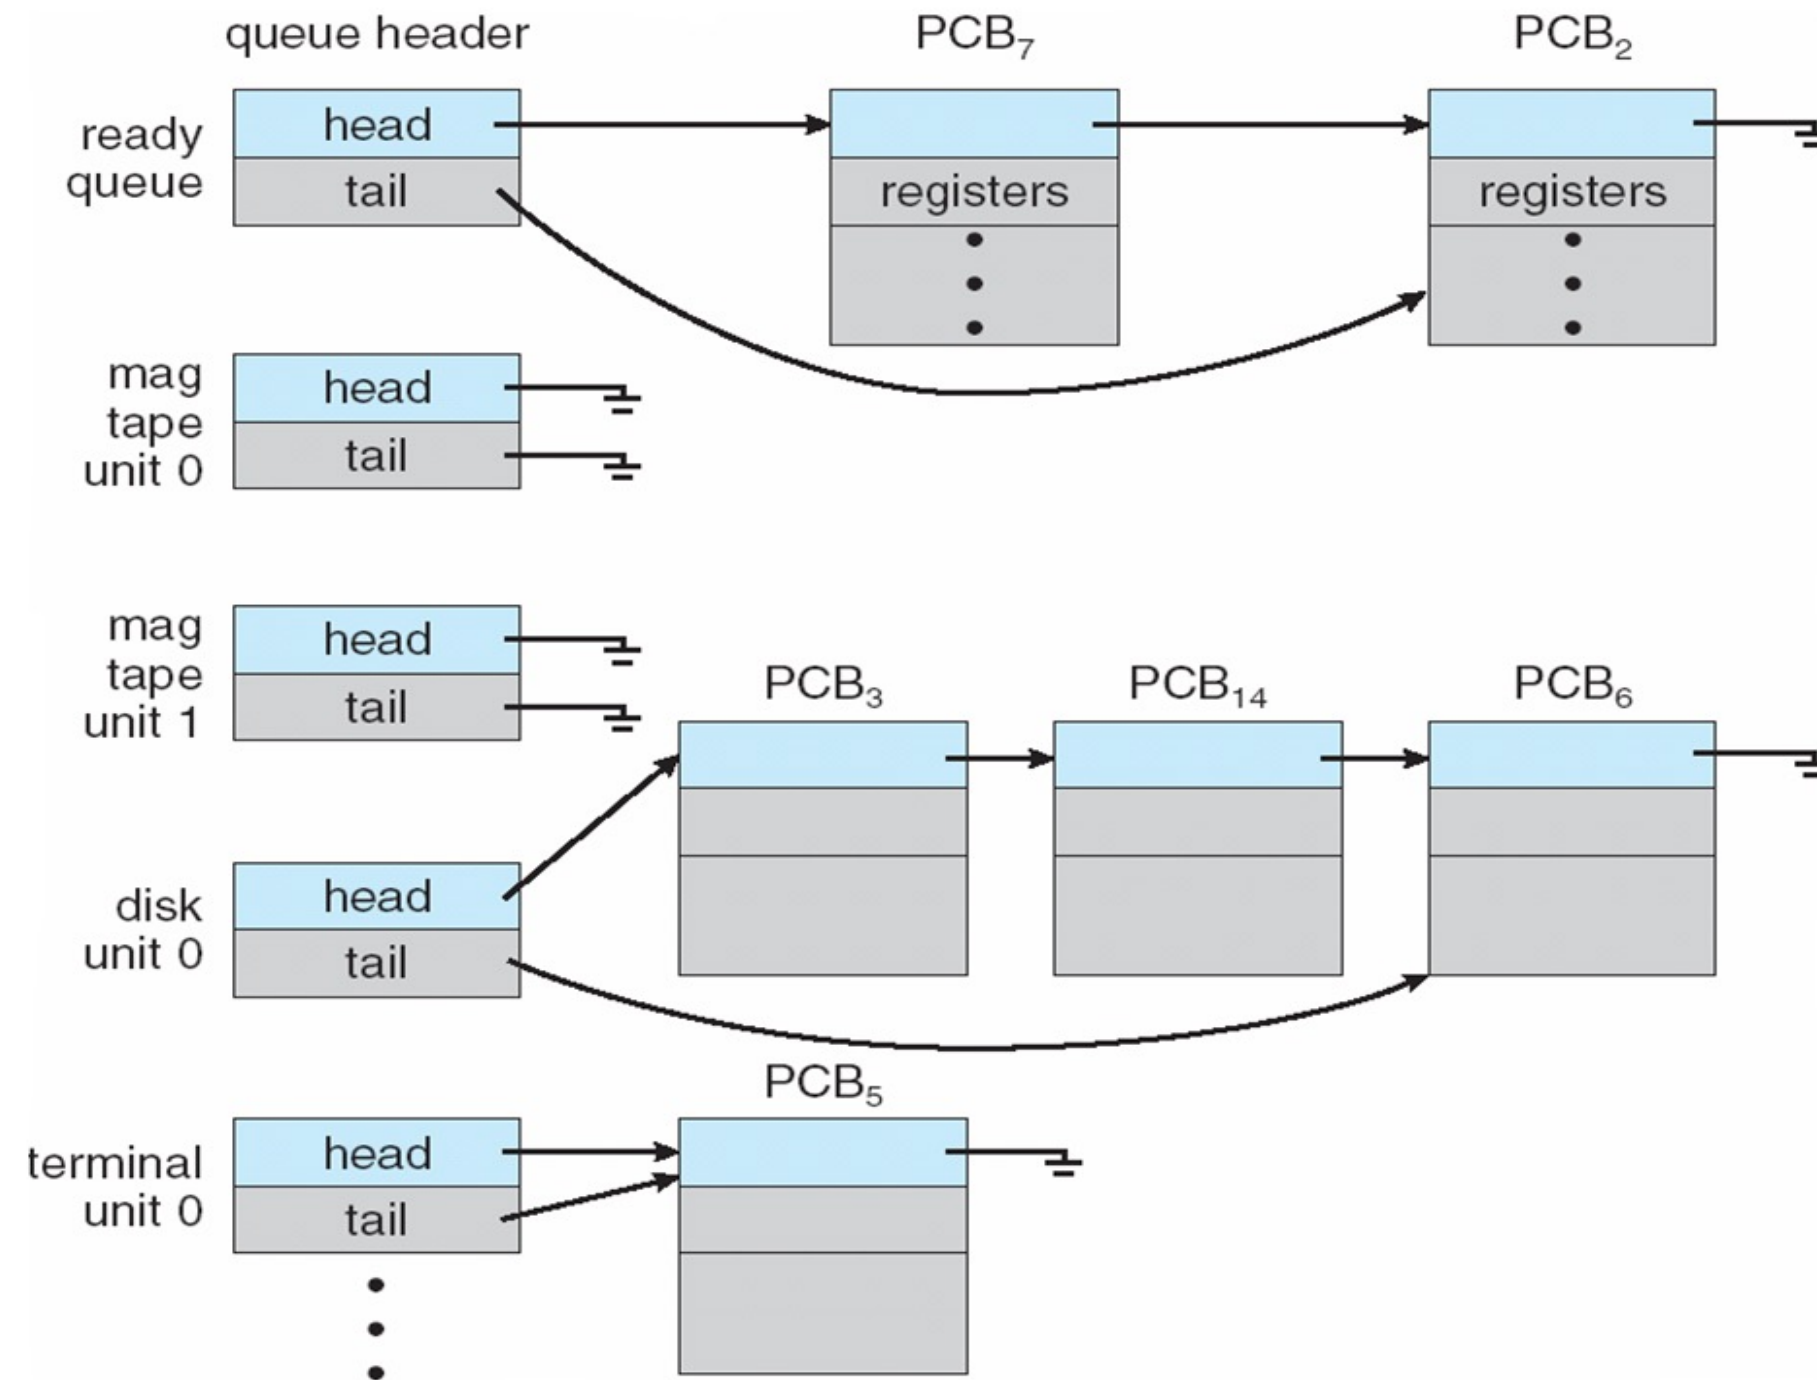 queue header
PCB₇
PCB₂
ready
queue
head
tail
registers
registers
mag
tape
unit 0
head
tail
mag
tape
unit 1
head
tail
PCB₃
PCB₁₄
PCB₆
disk
unit 0
head
tail
PCB₅
terminal
unit 0
head
tail